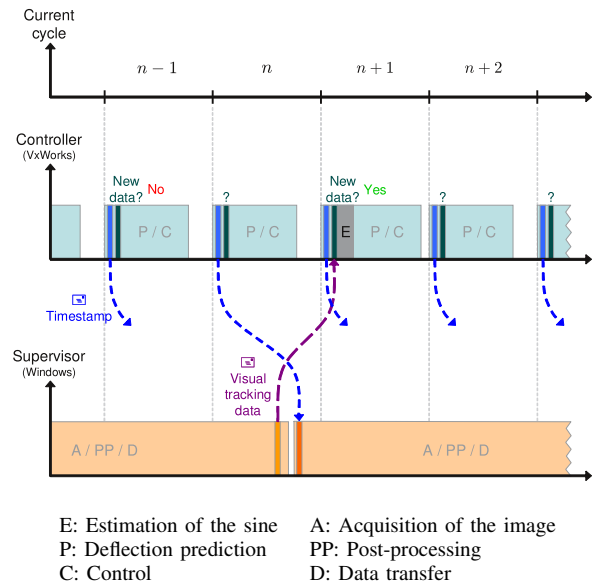 Current
cycle
n − 1
n
n + 1
n + 2
Controller
(VxWorks)
New
data? No
?
New
data? Yes
?
?
P / C
P / C
E P / C
P / C
Timestamp
Supervisor
(Windows)
Visual
tracking
data
A / PP / D
A / PP / D
E: Estimation of the sine
A: Acquisition of the image
P: Deflection prediction
PP: Post-processing
C: Control
D: Data transfer